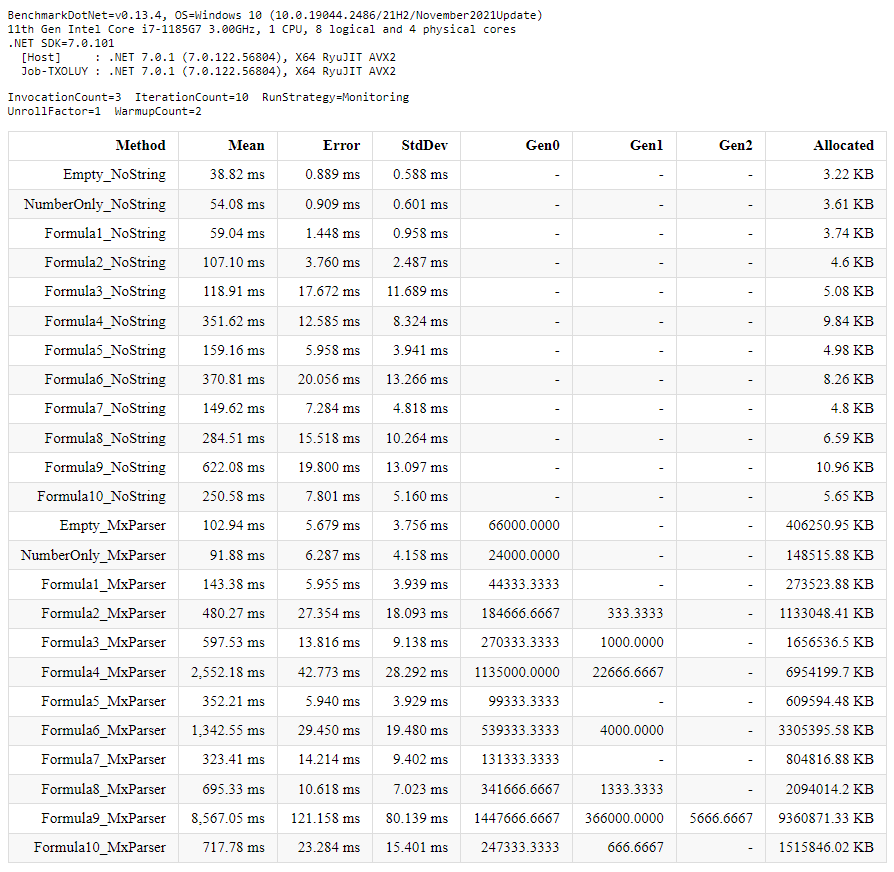 BenchmarkDotNet=v0.13.4, OS=Windows 10 (10.0.19044.2486/21H2/November2021Update)
11th Gen Intel Core i7-1185G7 3.00GHz, 1 CPU, 8 logical and 4 physical cores
.NET SDK=7.0.101
[Host]     : .NET 7.0.1 (7.0.122.56804), X64 RyuJIT AVX2
Job-TXOLUY : .NET 7.0.1 (7.0.122.56804), X64 RyuJIT AVX2
InvocationCount=3  IterationCount=10  RunStrategy=Monitoring
UnrollFactor=1  WarmupCount=2
Method Mean Error StdDev Gen0 Gen1 Gen2 Allocated
Empty_NoString 38.82 ms 0.889 ms 0.588 ms - - - 3.22 KB
NumberOnly_NoString 54.08 ms 0.909 ms 0.601 ms - - - 3.61 KB
Formula1_NoString 59.04 ms 1.448 ms 0.958 ms - - - 3.74 KB
Formula2_NoString 107.10 ms 3.760 ms 2.487 ms - - - 4.6 KB
Formula3_NoString 118.91 ms 17.672 ms 11.689 ms - - - 5.08 KB
Formula4_NoString 351.62 ms 12.585 ms 8.324 ms - - - 9.84 KB
Formula5_NoString 159.16 ms 5.958 ms 3.941 ms - - - 4.98 KB
Formula6_NoString 370.81 ms 20.056 ms 13.266 ms - - - 8.26 KB
Formula7_NoString 149.62 ms 7.284 ms 4.818 ms - - - 4.8 KB
Formula8_NoString 284.51 ms 15.518 ms 10.264 ms - - - 6.59 KB
Formula9_NoString 622.08 ms 19.800 ms 13.097 ms - - - 10.96 KB
Formula10_NoString 250.58 ms 7.801 ms 5.160 ms - - - 5.65 KB
Empty_MxParser 102.94 ms 5.679 ms 3.756 ms 66000.0000 - - 406250.95 KB
NumberOnly_MxParser 91.88 ms 6.287 ms 4.158 ms 24000.0000 - - 148515.88 KB
Formula1_MxParser 143.38 ms 5.955 ms 3.939 ms 44333.3333 - - 273523.88 KB
Formula2_MxParser 480.27 ms 27.354 ms 18.093 ms 184666.6667 333.3333 - 1133048.41 KB
Formula3_MxParser 597.53 ms 13.816 ms 9.138 ms 270333.3333 1000.0000 - 1656536.5 KB
Formula4_MxParser 2,552.18 ms 42.773 ms 28.292 ms 1135000.0000 22666.6667 - 6954199.7 KB
Formula5_MxParser 352.21 ms 5.940 ms 3.929 ms 99333.3333 - - 609594.48 KB
Formula6_MxParser 1,342.55 ms 29.450 ms 19.480 ms 539333.3333 4000.0000 - 3305395.58 KB
Formula7_MxParser 323.41 ms 14.214 ms 9.402 ms 131333.3333 - - 804816.88 KB
Formula8_MxParser 695.33 ms 10.618 ms 7.023 ms 341666.6667 1333.3333 - 2094014.2 KB
Formula9_MxParser 8,567.05 ms 121.158 ms 80.139 ms 1447666.6667 366000.0000 5666.6667 9360871.33 KB
Formula10_MxParser 717.78 ms 23.284 ms 15.401 ms 247333.3333 666.6667 - 1515846.02 KB